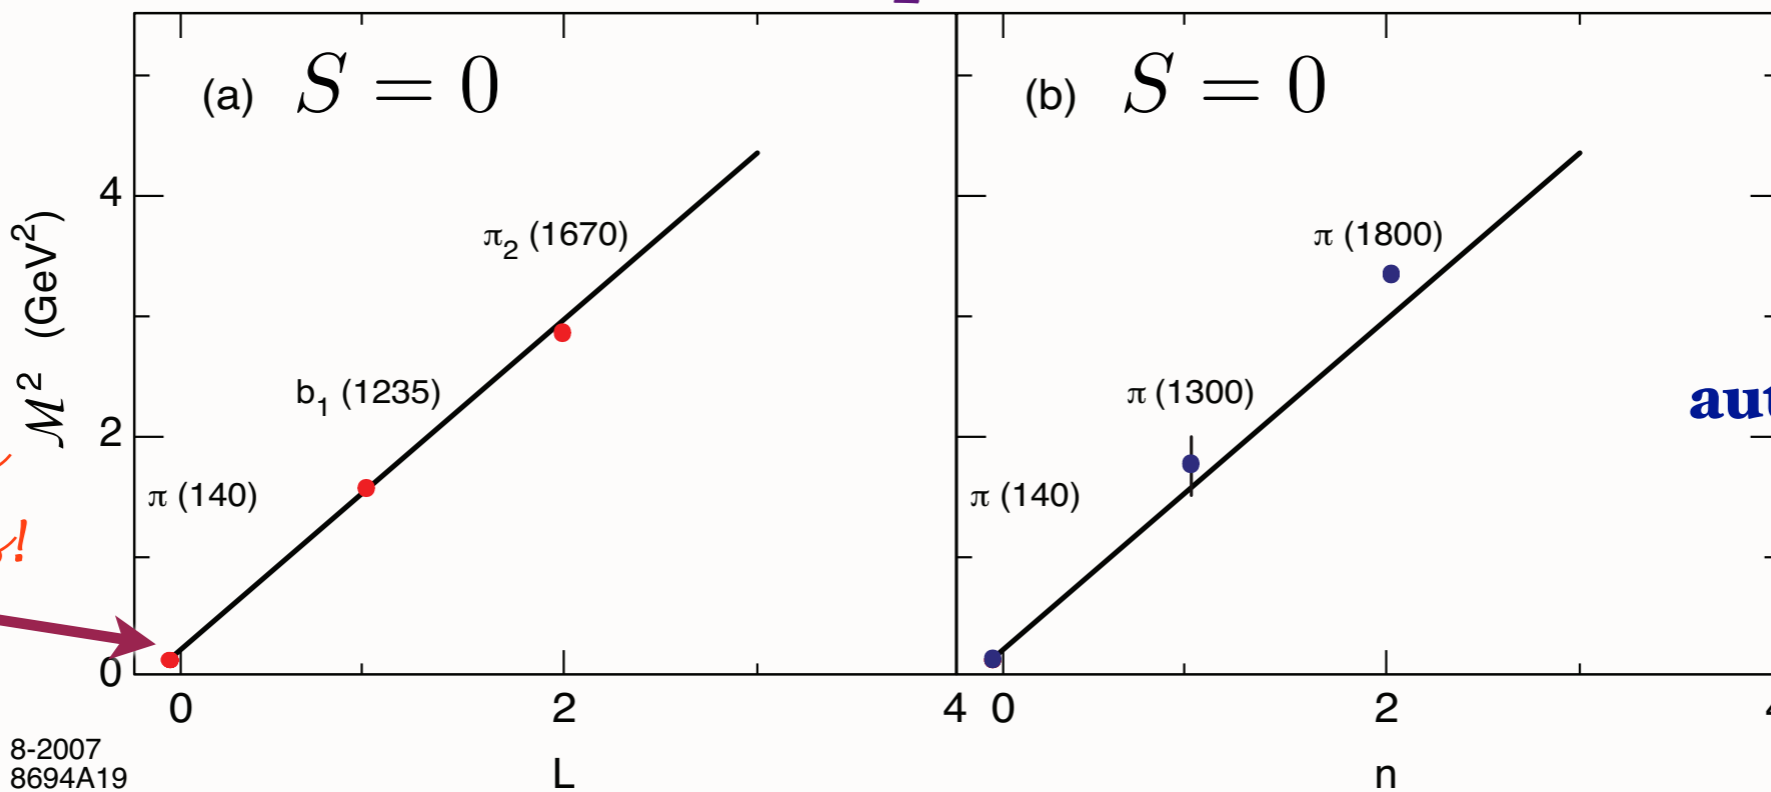 (a) S = 0
(b) S = 0
4
π₂ (1670)
π (1800)
ℳ² (GeV²)
b₁ (1235)
π (1300)
aut
2
π (140)
π (140)
!
0
0 2 4 0 2
8-2007
8694A19
L n